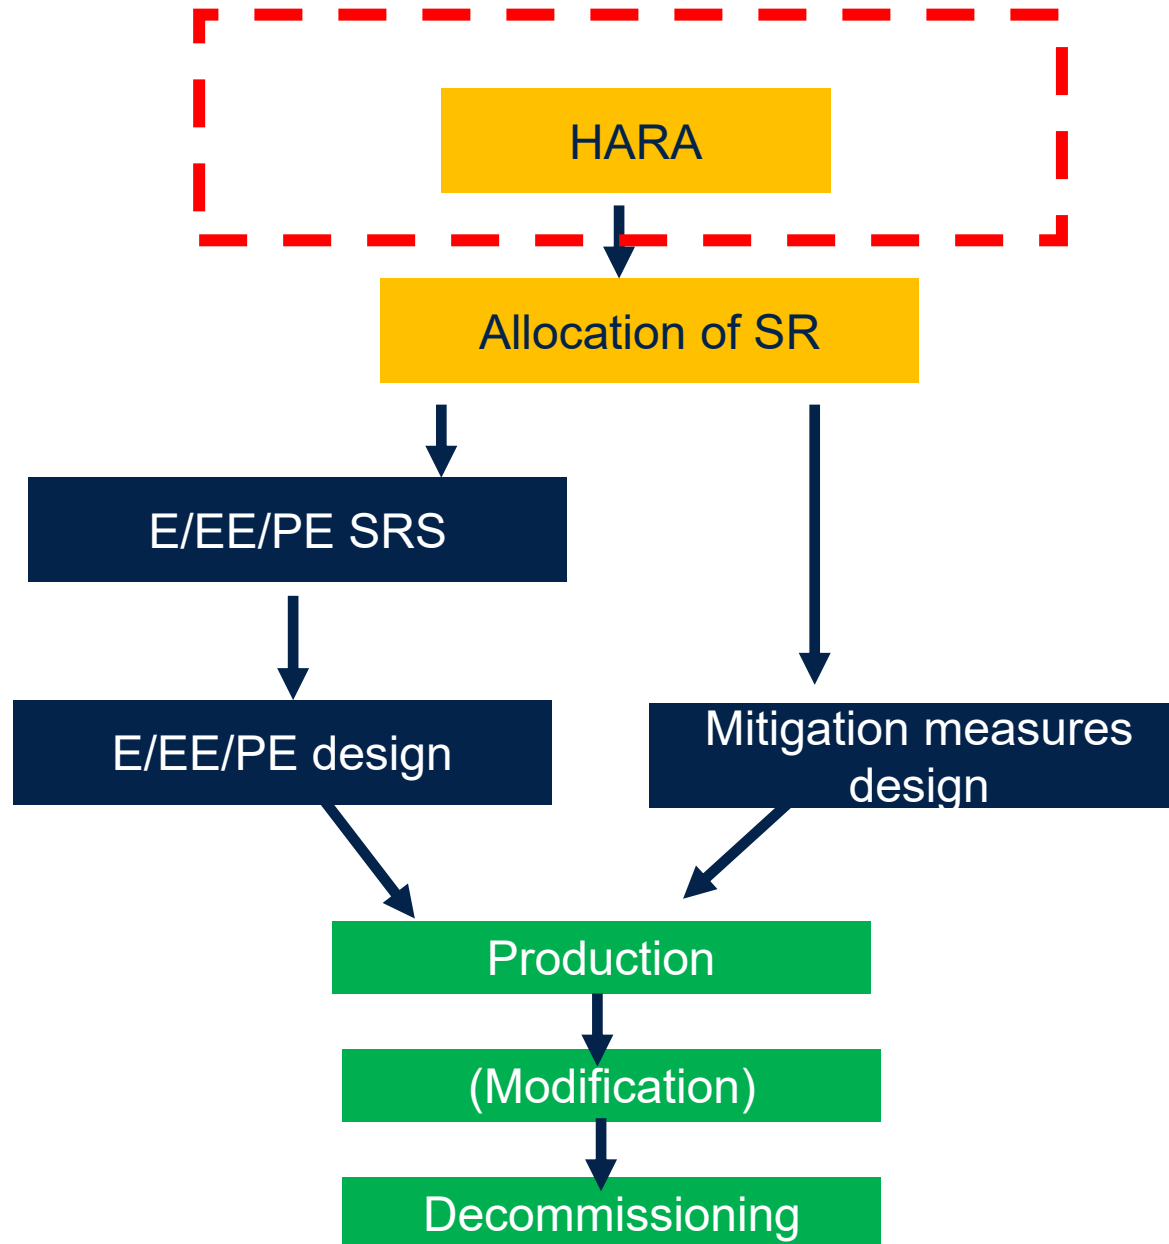 HARA
Allocation of SR
E/EE/PE SRS
E/EE/PE design
Mitigation measures
design
Production
(Modification)
Decommissioning